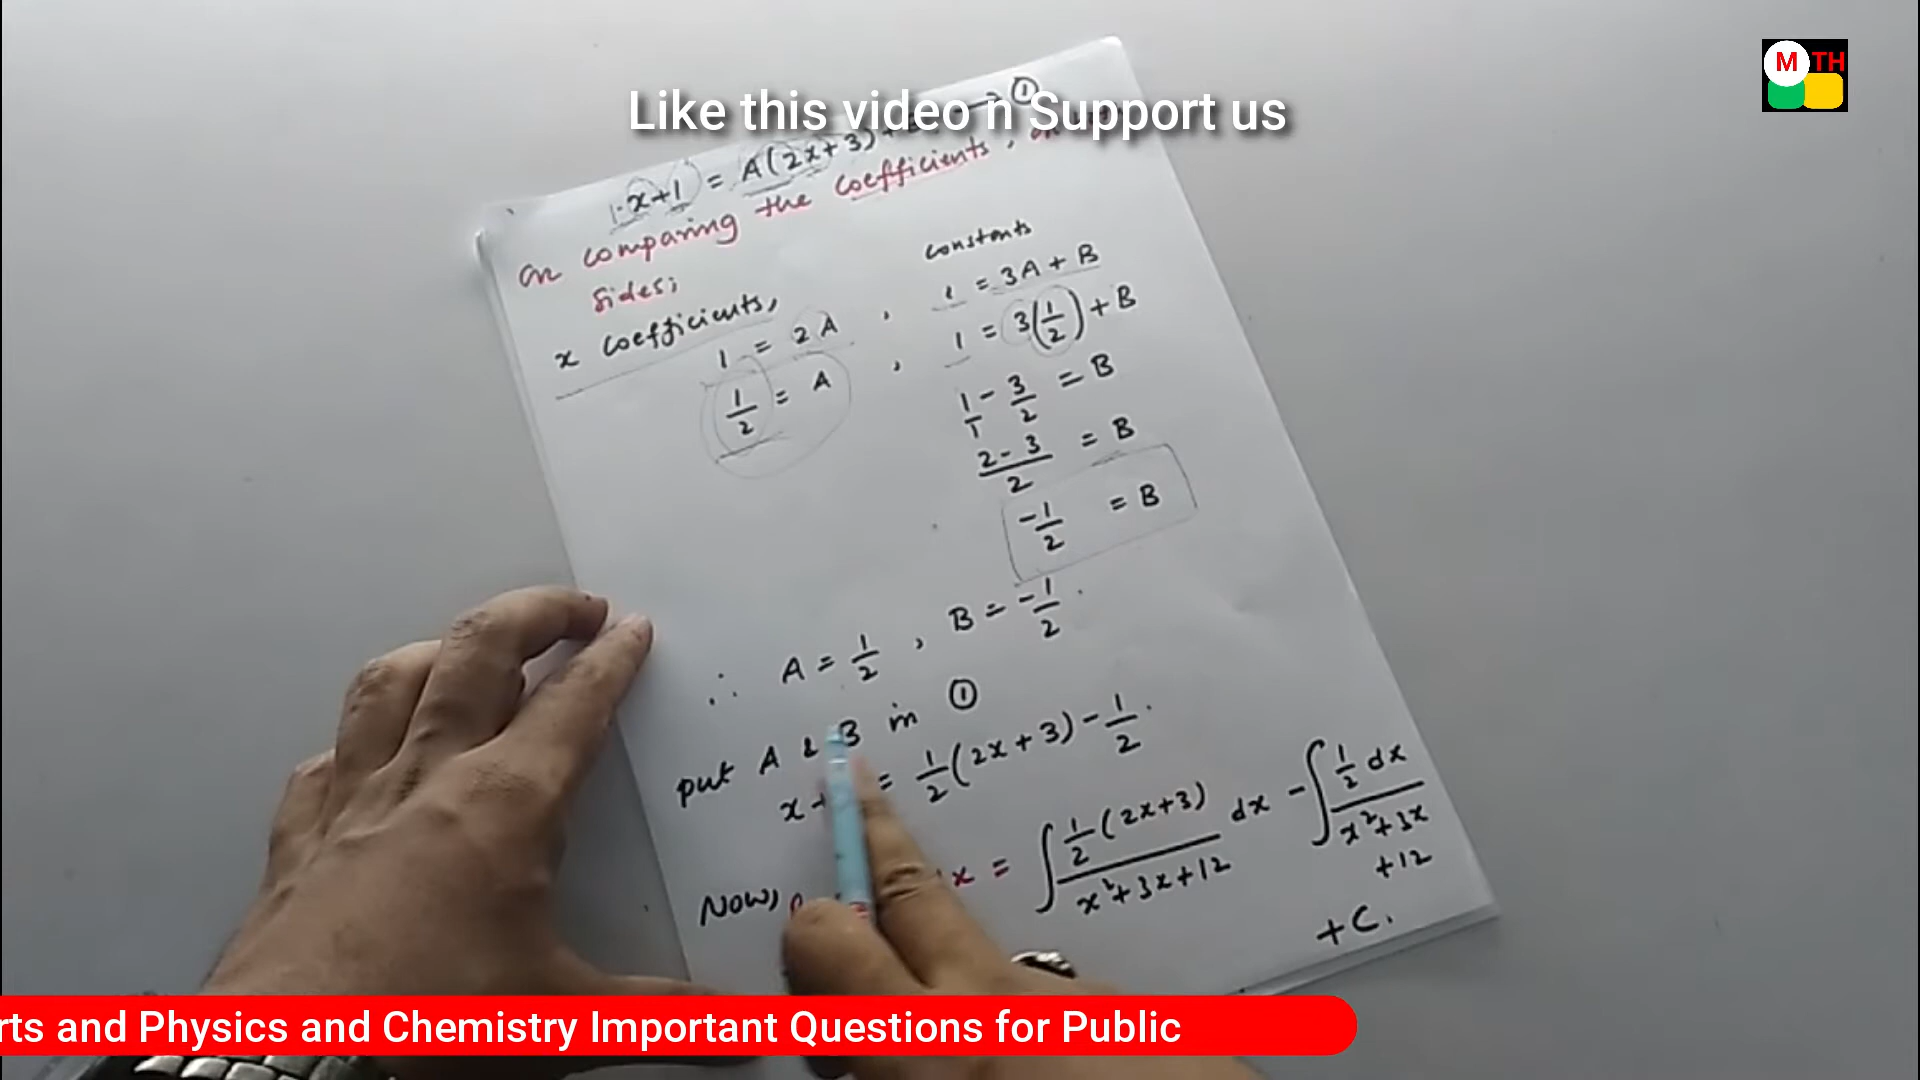 Like this video n Support us
M TH
1·x+1 = A(2x+3)+ → ①
on comparing the coefficients,
sides;
x coefficients,
1 = 2A ,
1/2 = A ,
constants
1 = 3A + B
1 = 3(1/2) + B
1/1 - 3/2 = B
2-3/2 = B
-1/2 = B
∴ A = 1/2 , B = -1/2 .
put A & B in ①
x+ = 1/2(2x+3) - 1/2 .
Now, x = ∫ 1/2(2x+3)/x²+3x+12 dx - ∫ 1/2 dx/x²+3x
+12
+C.
rts and Physics and Chemistry Important Questions for Public